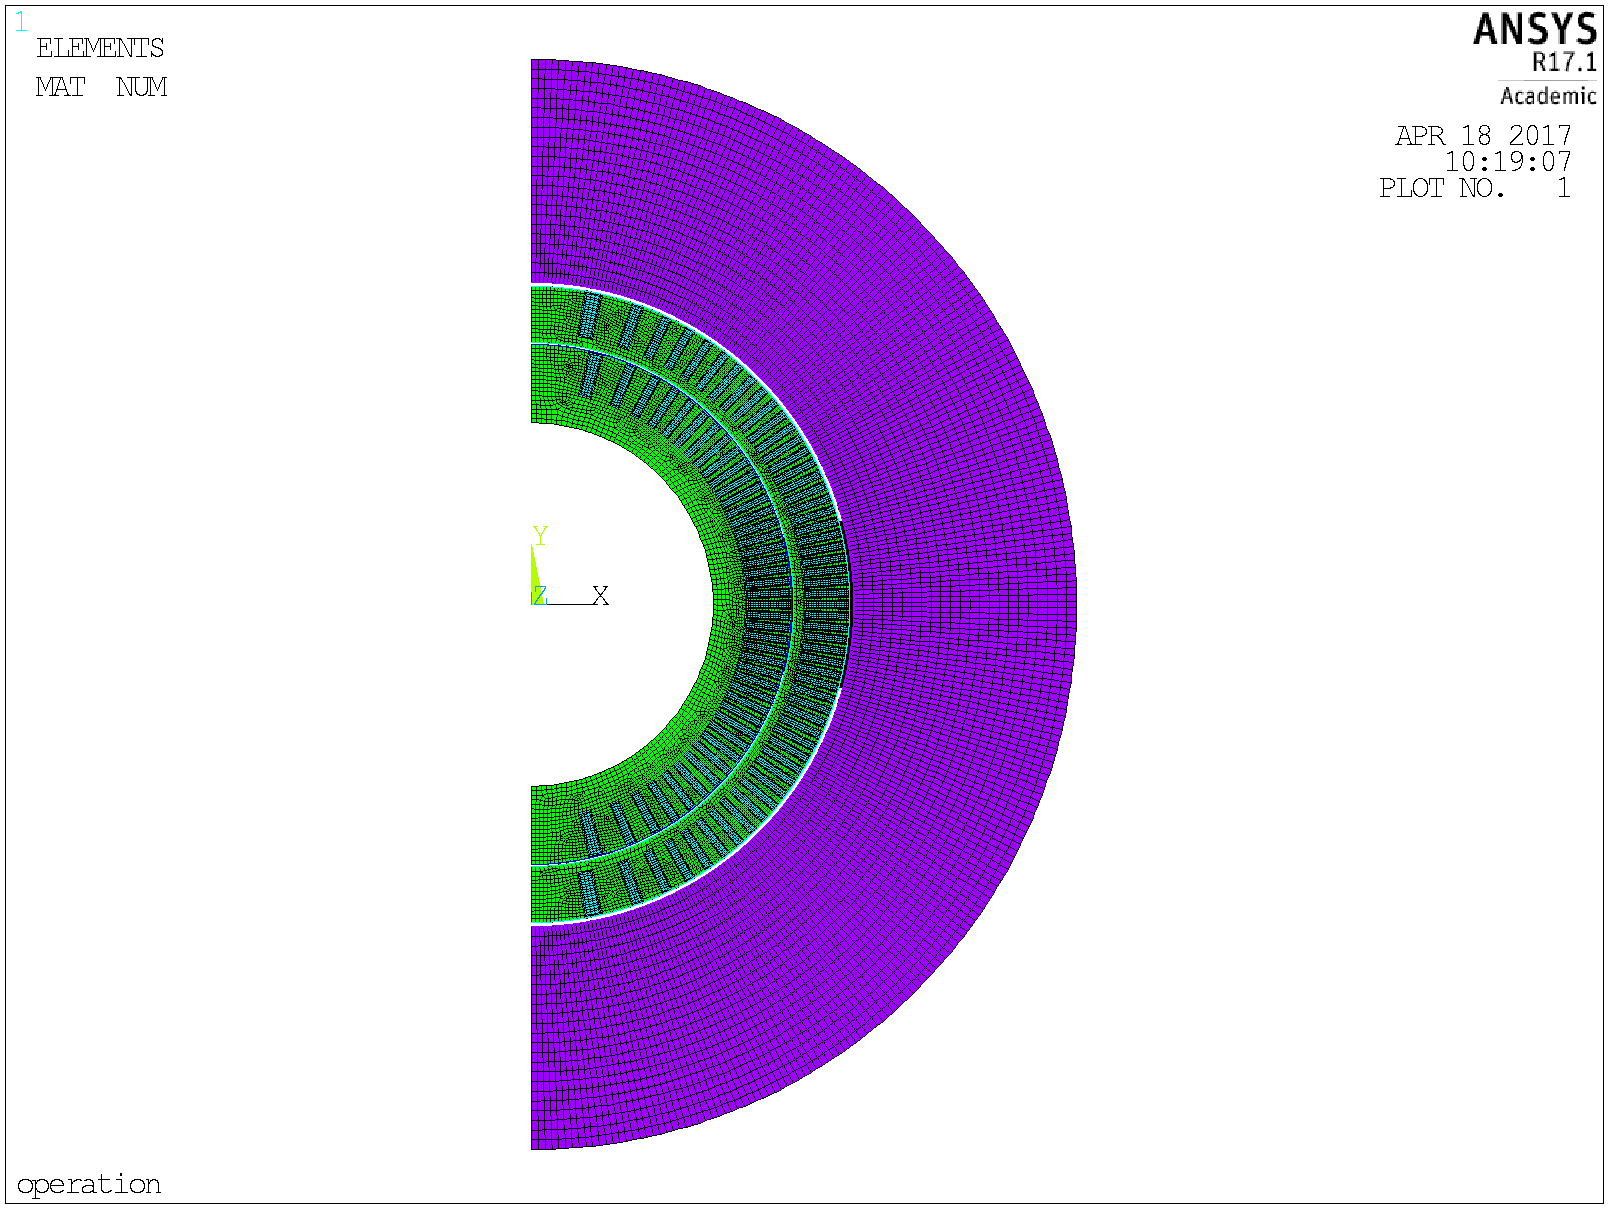 1
ELEMENTS
MAT NUM
ANSYS
R17.1
Academic
APR 18 2017
10:19:07
PLOT NO. 1
Y
Z
X
operation